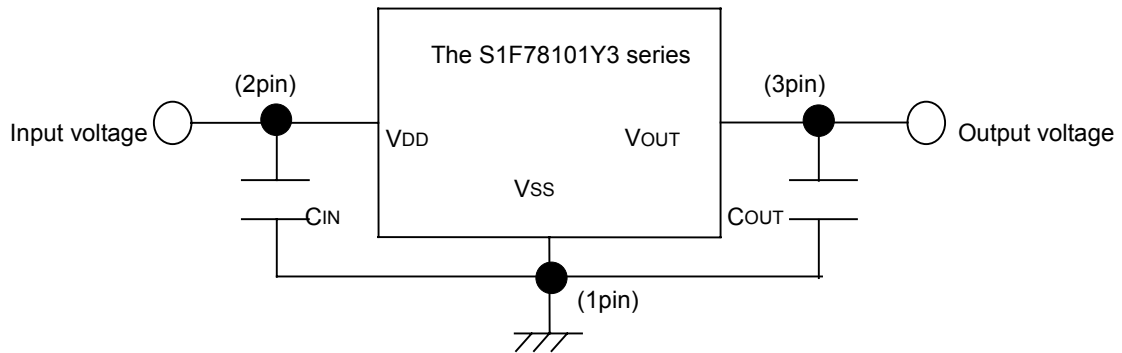 The S1F78101Y3 series
(2pin)
(3pin)
Input voltage
VDD
VOUT
Output voltage
VSS
CIN
COUT
(1pin)